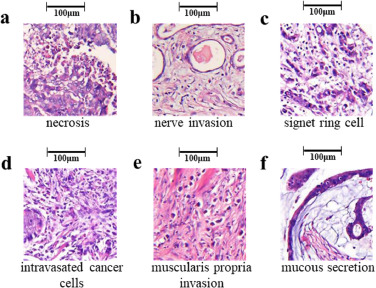 100μm 100μm 100μm
a b c
necrosis nerve invasion signet ring cell
100μm 100μm 100μm
d e f
intravasated cancer cells muscularis propria invasion mucous secretion